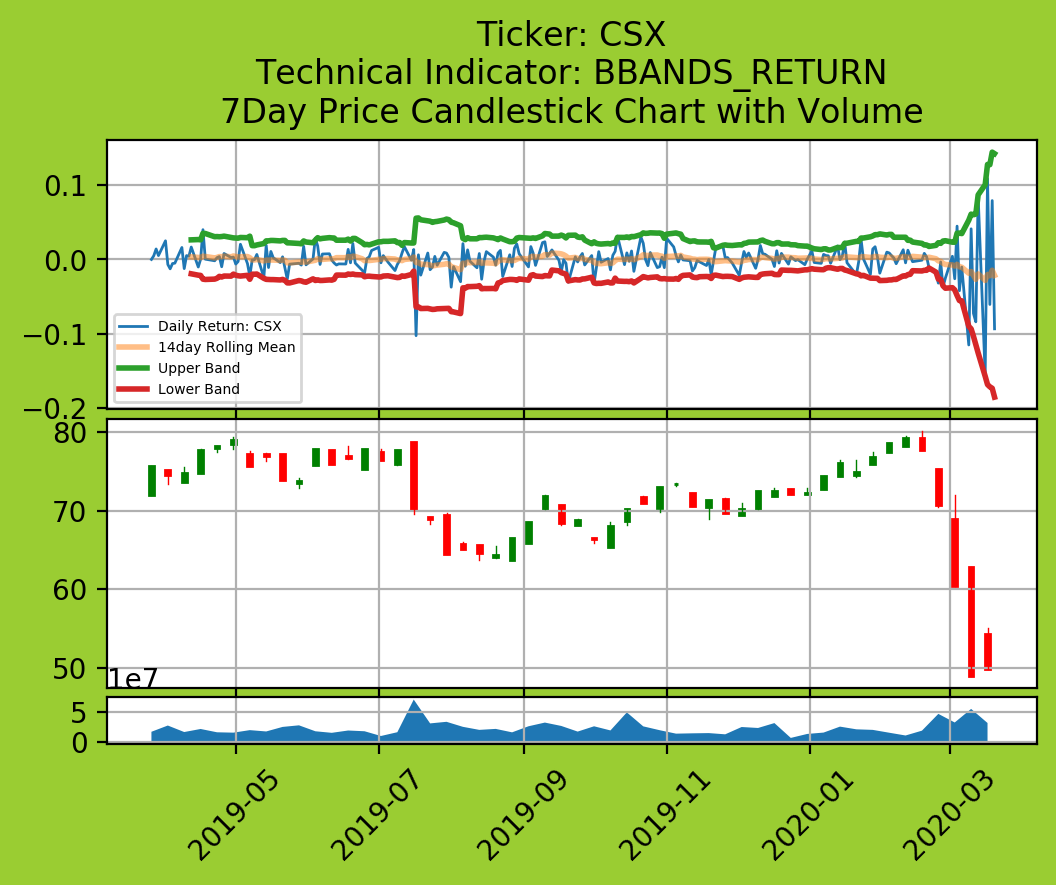 Ticker: CSX
Technical Indicator: BBANDS_RETURN
7Day Price Candlestick Chart with Volume
0.1
0.0
−0.1
−0.2
Daily Return: CSX
14day Rolling Mean
Upper Band
Lower Band
80
70
60
50
1e7
5
0
2019-05
2019-07
2019-09
2019-11
2020-01
2020-03